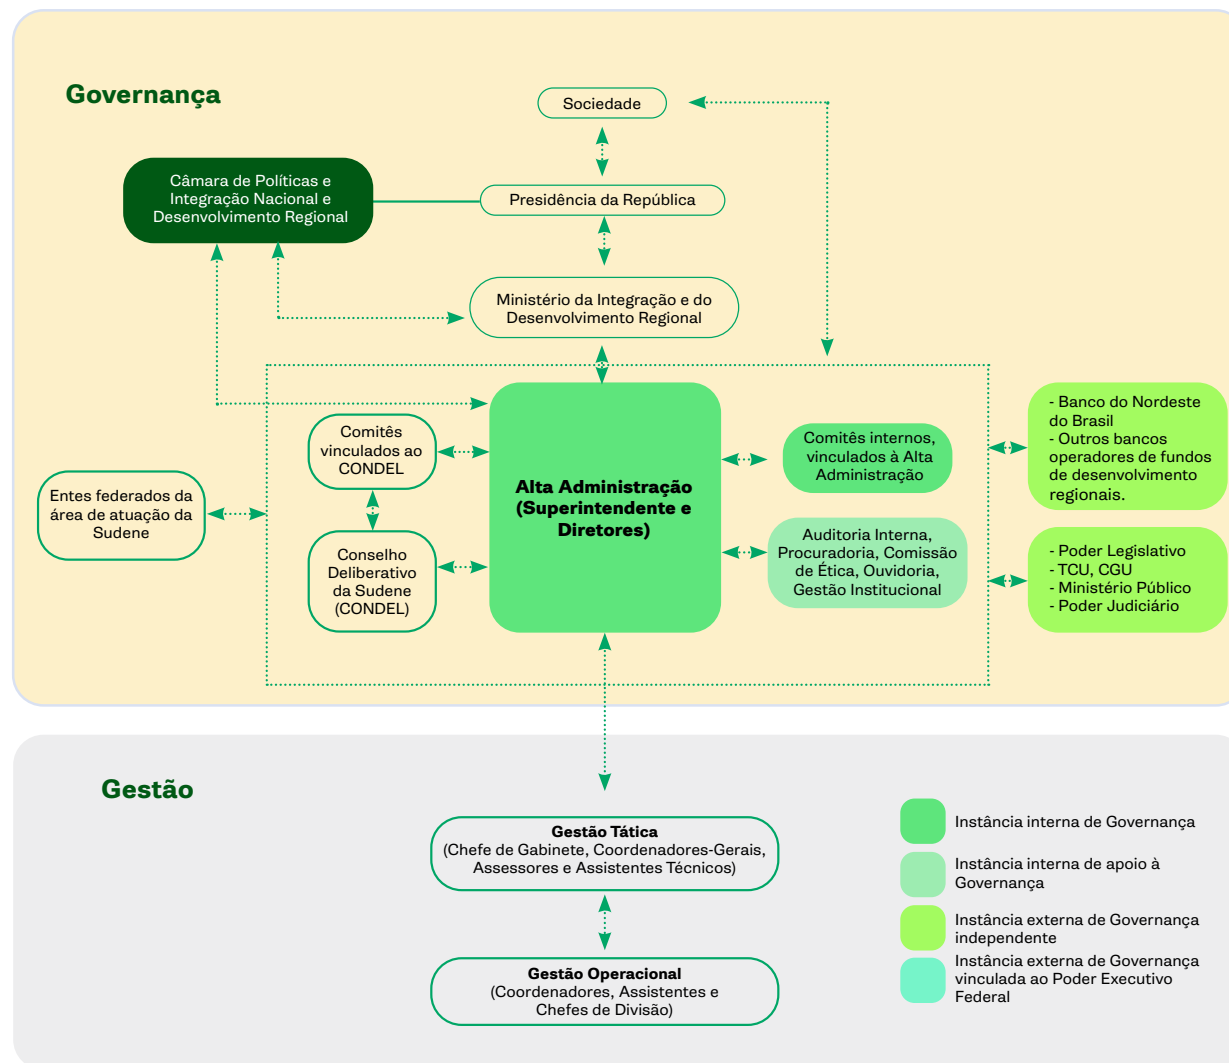 Governança
Sociedade
Câmara de Políticas e
Integração Nacional e
Desenvolvimento Regional
Presidência da República
Ministério da Integração e do
Desenvolvimento Regional
Comitês
vinculados ao
CONDEL
Entes federados da
área de atuação da
Sudene
Conselho
Deliberativo
da Sudene
(CONDEL)
Alta Administração
(Superintendente e
Diretores)
Comitês internos,
vinculados à Alta
Administração
Auditoria Interna,
Procuradoria, Comissão
de Ética, Ouvidoria,
Gestão Institucional
- Banco do Nordeste
do Brasil
- Outros bancos
operadores de fundos
de desenvolvimento
regionais.
- Poder Legislativo
- TCU, CGU
- Ministério Público
- Poder Judiciário
Gestão
Gestão Tática
(Chefe de Gabinete, Coordenadores-Gerais,
Assessores e Assistentes Técnicos)
Gestão Operacional
(Coordenadores, Assistentes e
Chefes de Divisão)
Instância interna de Governança
Instância interna de apoio à
Governança
Instância externa de Governança
independente
Instância externa de Governança
vinculada ao Poder Executivo
Federal